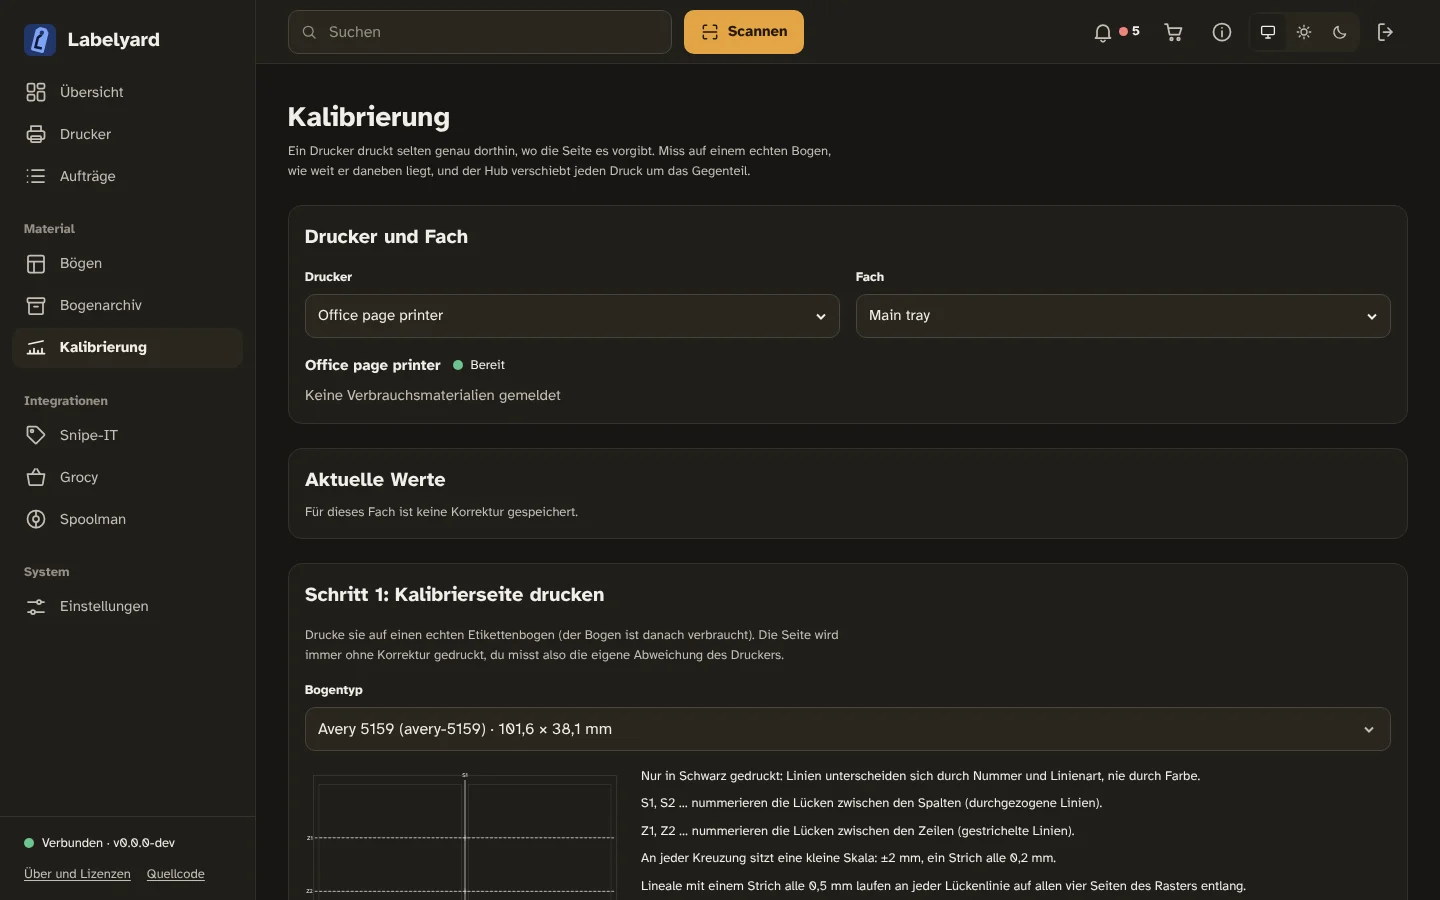 Labelyard
Suchen
Scannen
5
Übersicht
Drucker
Aufträge
Material
Bögen
Bogenarchiv
Kalibrierung
Integrationen
Snipe-IT
Grocy
Spoolman
System
Einstellungen
Verbunden · v0.0.0-dev
Über und Lizenzen
Quellcode
Kalibrierung
Ein Drucker druckt selten genau dorthin, wo die Seite es vorgibt. Miss auf einem echten Bogen,
wie weit er daneben liegt, und der Hub verschiebt jeden Druck um das Gegenteil.
Drucker und Fach
Drucker
Fach
Office page printer
Main tray
Office page printer
Bereit
Keine Verbrauchsmaterialien gemeldet
Aktuelle Werte
Für dieses Fach ist keine Korrektur gespeichert.
Schritt 1: Kalibrierseite drucken
Drucke sie auf einen echten Etikettenbogen (der Bogen ist danach verbraucht). Die Seite wird
immer ohne Korrektur gedruckt, du misst also die eigene Abweichung des Druckers.
Bogentyp
Avery 5159 (avery-5159) · 101,6 × 38,1 mm
S1
Z1
Z2
Nur in Schwarz gedruckt: Linien unterscheiden sich durch Nummer und Linienart, nie durch Farbe.
S1, S2 … nummerieren die Lücken zwischen den Spalten (durchgezogene Linien).
Z1, Z2 … nummerieren die Lücken zwischen den Zeilen (gestrichelte Linien).
An jeder Kreuzung sitzt eine kleine Skala: ±2 mm, ein Strich alle 0,2 mm.
Lineale mit einem Strich alle 0,5 mm laufen an jeder Lückenlinie auf allen vier Seiten des Rasters entlang.